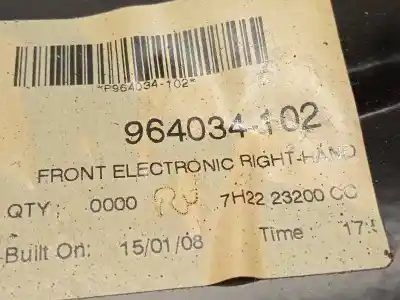 *P964034-102*
964034-102
FRONT ELECTRONIC RIGHT-HAND
QTY: 0000 7H22 23200 CC
Built On: 15/01/08 Time: 17: